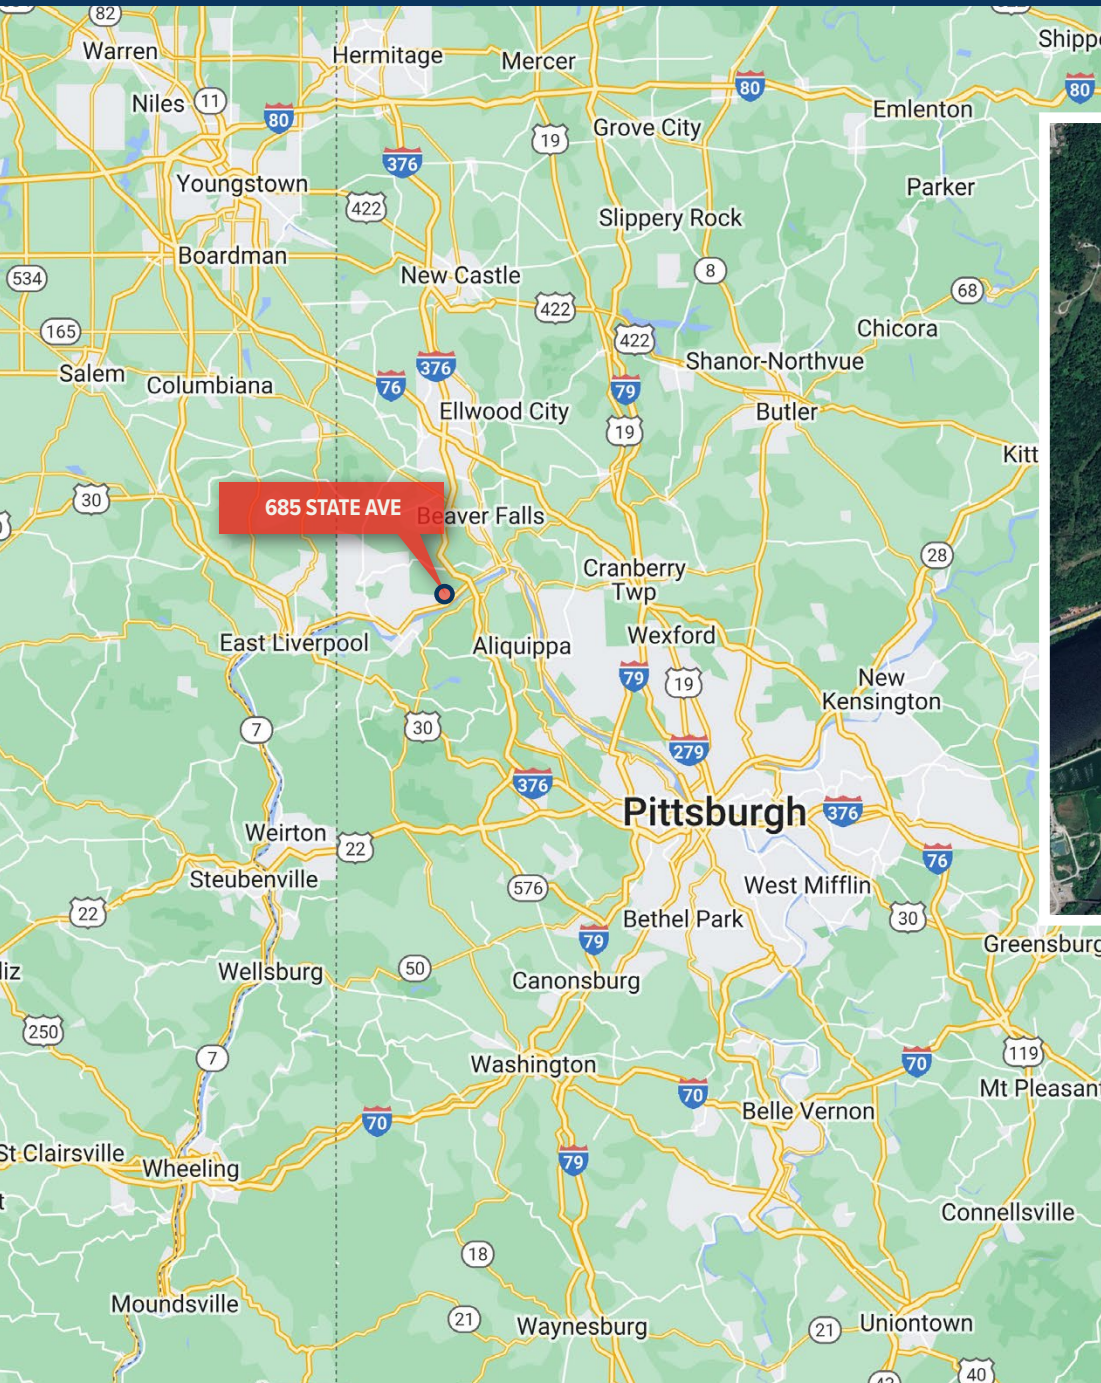 82
Warren
Hermitage
Mercer
Shippe
Niles
11
80
80
80
Emlenton
19
Grove City
376
Youngstown
422
Parker
Slippery Rock
Boardman
New Castle
8
534
422
68
165
422
Chicora
Salem
Columbiana
376
76
Shanor-Northvue
79
Ellwood City
Butler
19
Kitt
30
685 STATE AVE
Beaver Falls
28
Cranberry
Twp
East Liverpool
Aliquippa
Wexford
79
19
New
Kensington
7
30
279
376
Pittsburgh
376
Weirton
22
76
Steubenville
576
West Mifflin
22
Bethel Park
30
79
Greensburg
liz
Wellsburg
50
Canonsburg
250
7
Washington
70
119
70
Mt Pleasant
70
Belle Vernon
St Clairsville
Wheeling
79
t
Connellsville
18
Moundsville
21
Waynesburg
21
Uniontown
40